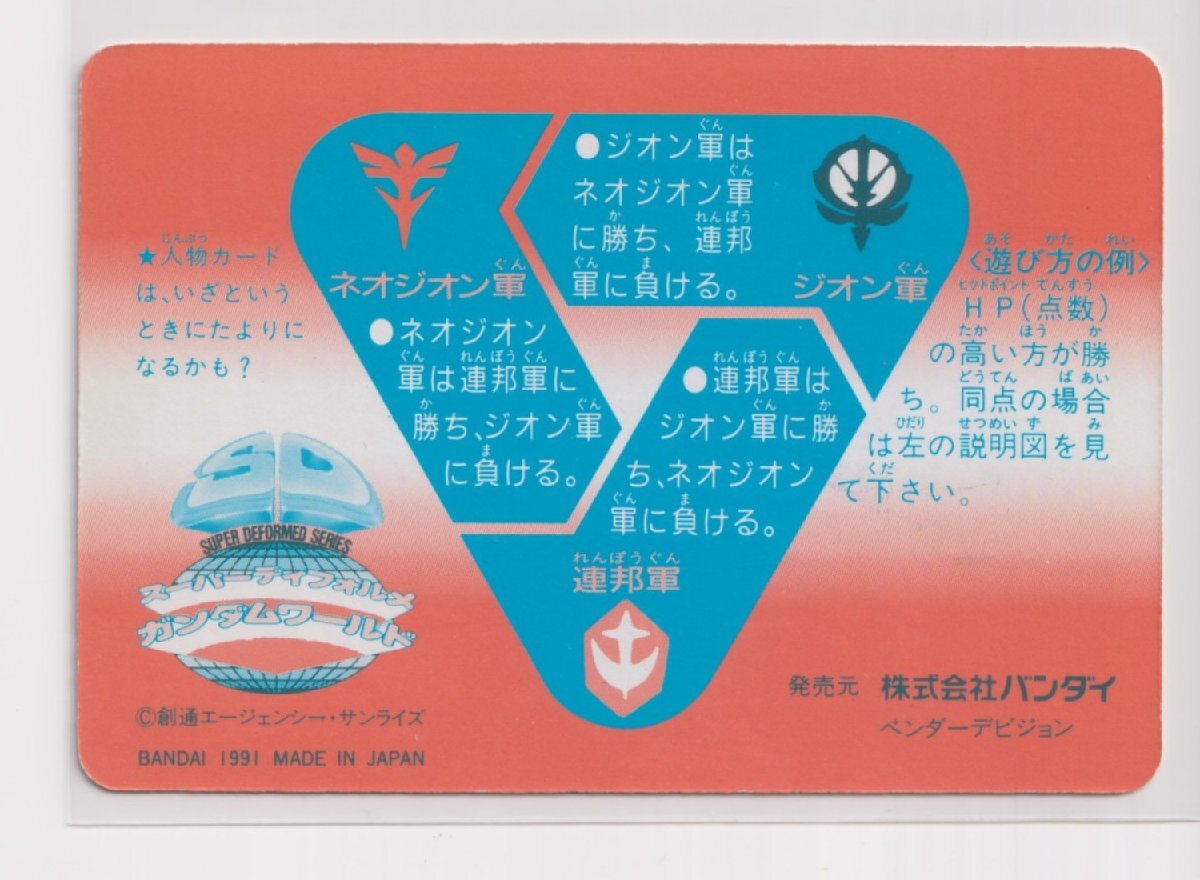 ●ジオン軍は
ネオジオン軍
に勝ち、連邦
軍に負ける。
ジオン軍
ネオジオン軍
●ネオジオン
軍は連邦軍に
勝ち、ジオン軍
に負ける。
●連邦軍は
ジオン軍に勝
ち、ネオジオン
軍に負ける。
連邦軍
★人物カード
は、いざという
ときにたよりに
なるかも?
<遊び方の例>
HP(点数)
の高い方が勝
ち。同点の場合
は左の説明図を見
て下さい。
SD
SUPER DEFORMED SERIES
スーパーディフォルメ
ガンダムワールド
©創通エージェンシー・サンライズ
BANDAI 1991 MADE IN JAPAN
発売元 株式会社バンダイ
ベンダーデビジョン